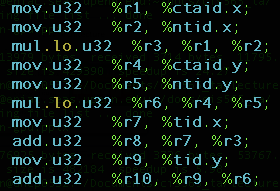 mov.u32 %r1, %ctaid.x;
mov.u32 %r2, %ntid.x;
mul.lo.u32 %r3, %r1, %r2;
mov.u32 %r4, %ctaid.y;
mov.u32 %r5, %ntid.y;
mul.lo.u32 %r6, %r4, %r5;
mov.u32 %r7, %tid.x;
add.u32 %r8, %r7, %r3;
mov.u32 %r9, %tid.y;
add.u32 %r10, %r9, %r6;